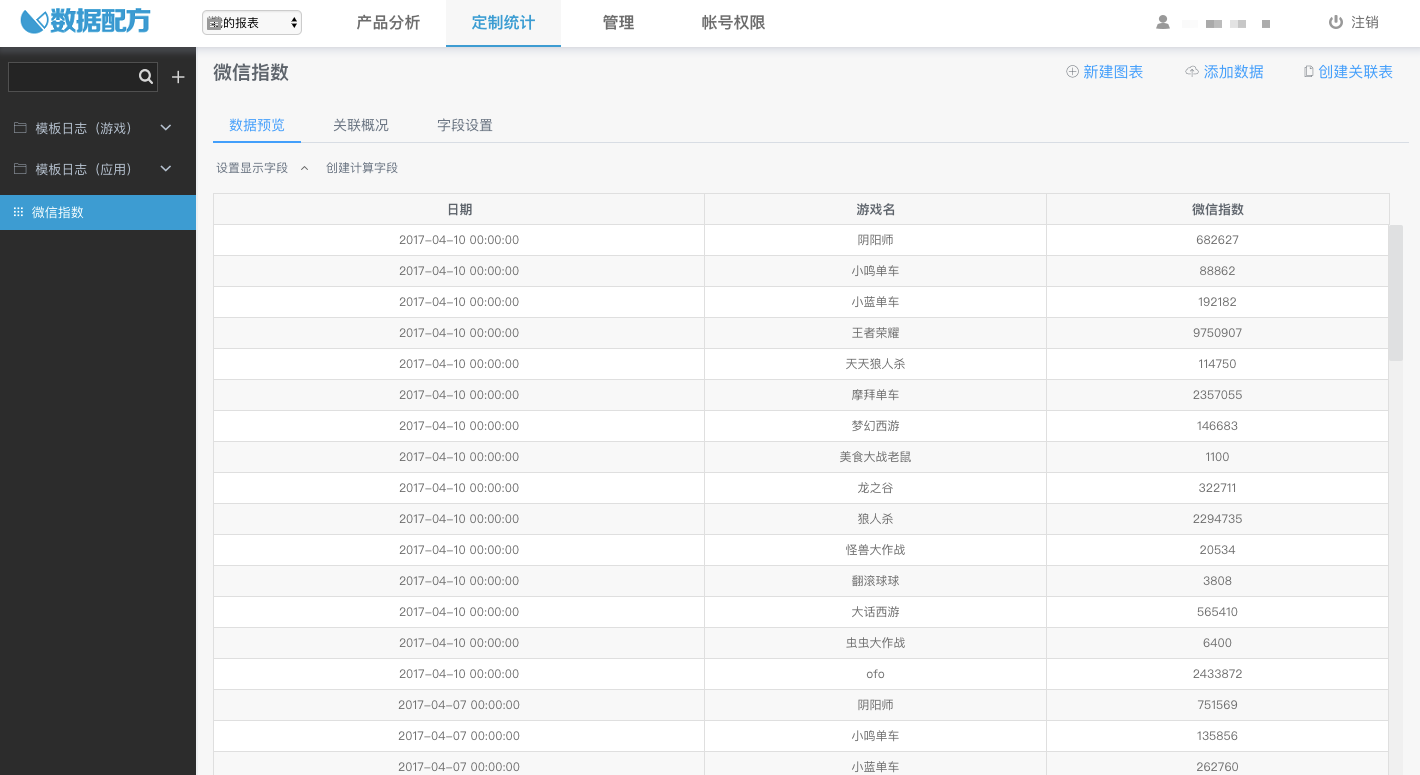 数据配方
的报表
产品分析 定制统计 管理 帐号权限
注销
微信指数
新建图表 添加数据 创建关联表
模板日志（游戏）
模板日志（应用）
微信指数
数据预览 关联概况 字段设置
设置显示字段 创建计算字段
日期 游戏名 微信指数
2017-04-10 00:00:00 阴阳师 682627
2017-04-10 00:00:00 小鸣单车 88862
2017-04-10 00:00:00 小蓝单车 192182
2017-04-10 00:00:00 王者荣耀 9750907
2017-04-10 00:00:00 天天狼人杀 114750
2017-04-10 00:00:00 摩拜单车 2357055
2017-04-10 00:00:00 梦幻西游 146683
2017-04-10 00:00:00 美食大战老鼠 1100
2017-04-10 00:00:00 龙之谷 322711
2017-04-10 00:00:00 狼人杀 2294735
2017-04-10 00:00:00 怪兽大作战 20534
2017-04-10 00:00:00 翻滚球球 3808
2017-04-10 00:00:00 大话西游 565410
2017-04-10 00:00:00 虫虫大作战 6400
2017-04-10 00:00:00 ofo 2433872
2017-04-07 00:00:00 阴阳师 751569
2017-04-07 00:00:00 小鸣单车 135856
2017-04-07 00:00:00 小蓝单车 262760